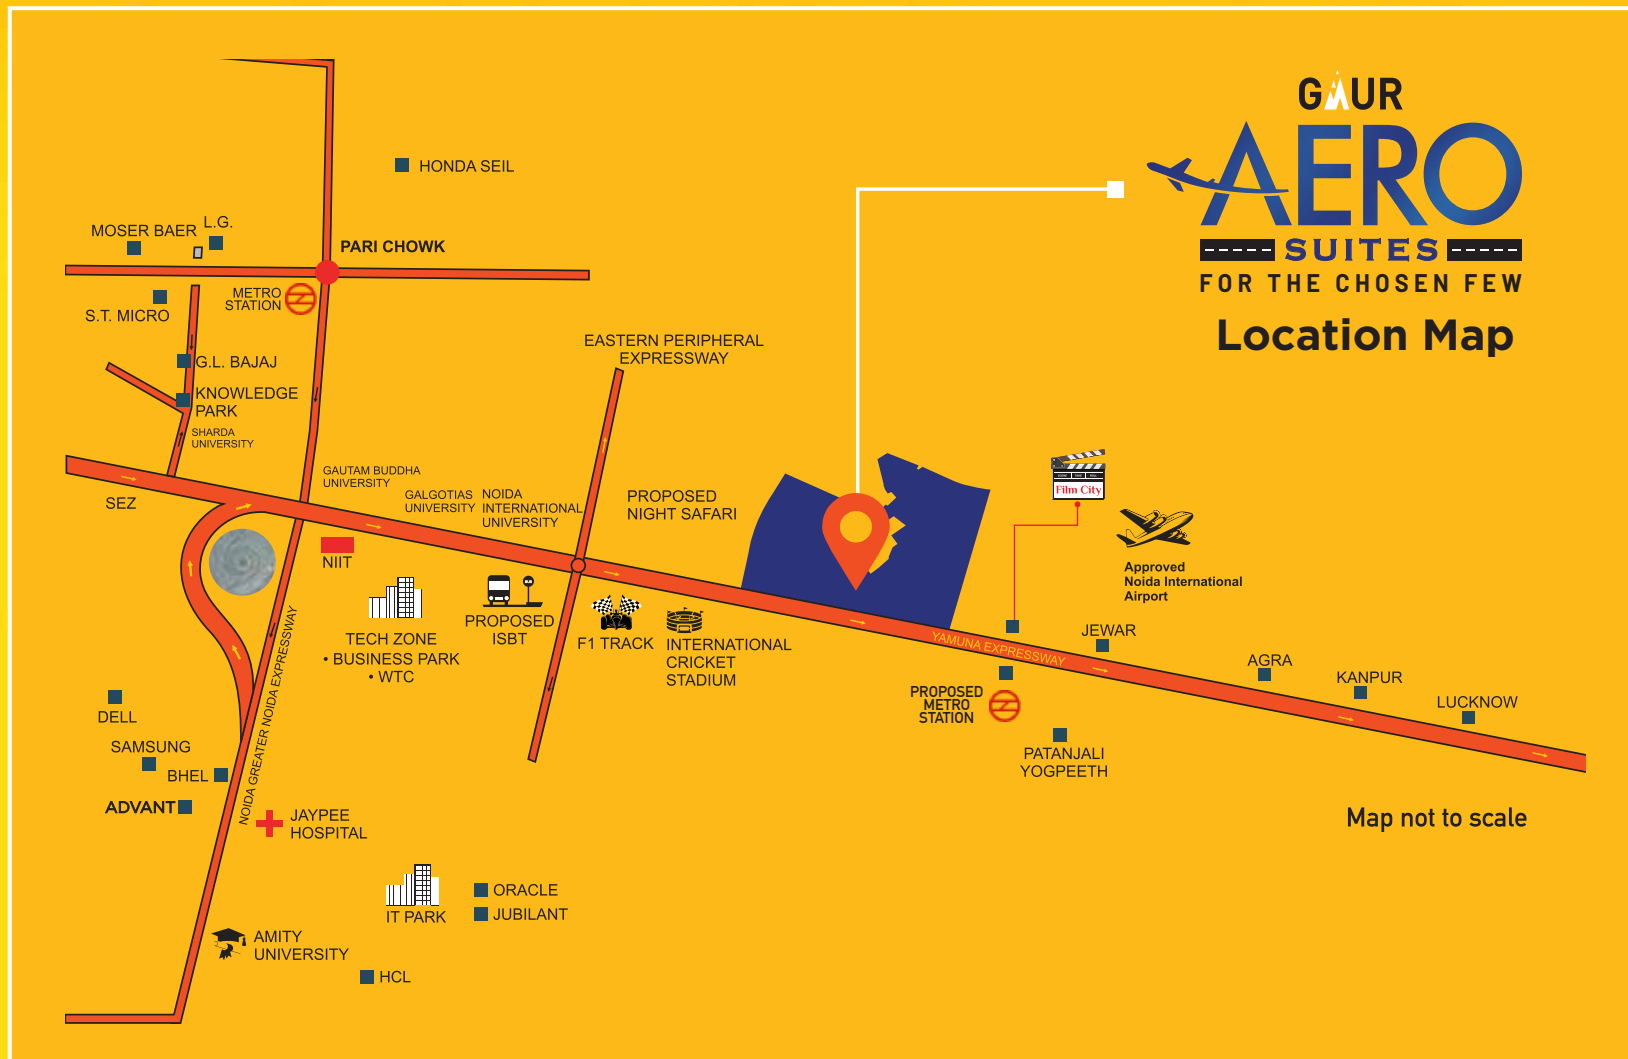 GAUR
AERO
SUITES
FOR THE CHOSEN FEW
Location Map
HONDA SEIL
L.G.
MOSER BAER
PARI CHOWK
METRO
STATION
S.T. MICRO
EASTERN PERIPHERAL
EXPRESSWAY
G.L. BAJAJ
KNOWLEDGE
PARK
SHARDA
UNIVERSITY
GAUTAM BUDDHA
UNIVERSITY
GALGOTIAS
UNIVERSITY
NOIDA
INTERNATIONAL
UNIVERSITY
PROPOSED
NIGHT SAFARI
Film City
SEZ
NIIT
Approved
Noida International
Airport
TECH ZONE
• BUSINESS PARK
• WTC
PROPOSED
ISBT
BUS
F1 TRACK
INTERNATIONAL
CRICKET
STADIUM
YAMUNA EXPRESSWAY
JEWAR
AGRA
KANPUR
LUCKNOW
PROPOSED
METRO
STATION
PATANJALI
YOGPEETH
NOIDA GREATER NOIDA EXPRESSWAY
DELL
SAMSUNG
BHEL
ADVANT
JAYPEE
HOSPITAL
Map not to scale
IT PARK
ORACLE
JUBILANT
AMITY
UNIVERSITY
HCL